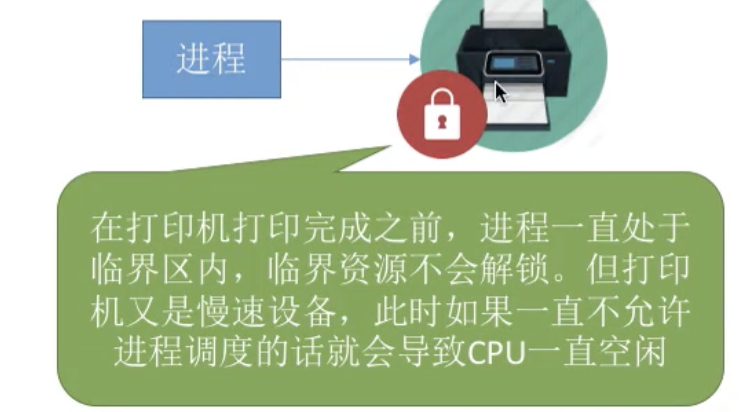 进程
在打印机打印完成之前，进程一直处于
临界区内，临界资源不会解锁。但打印
机又是慢速设备，此时如果一直不允许
进程调度的话就会导致CPU一直空闲